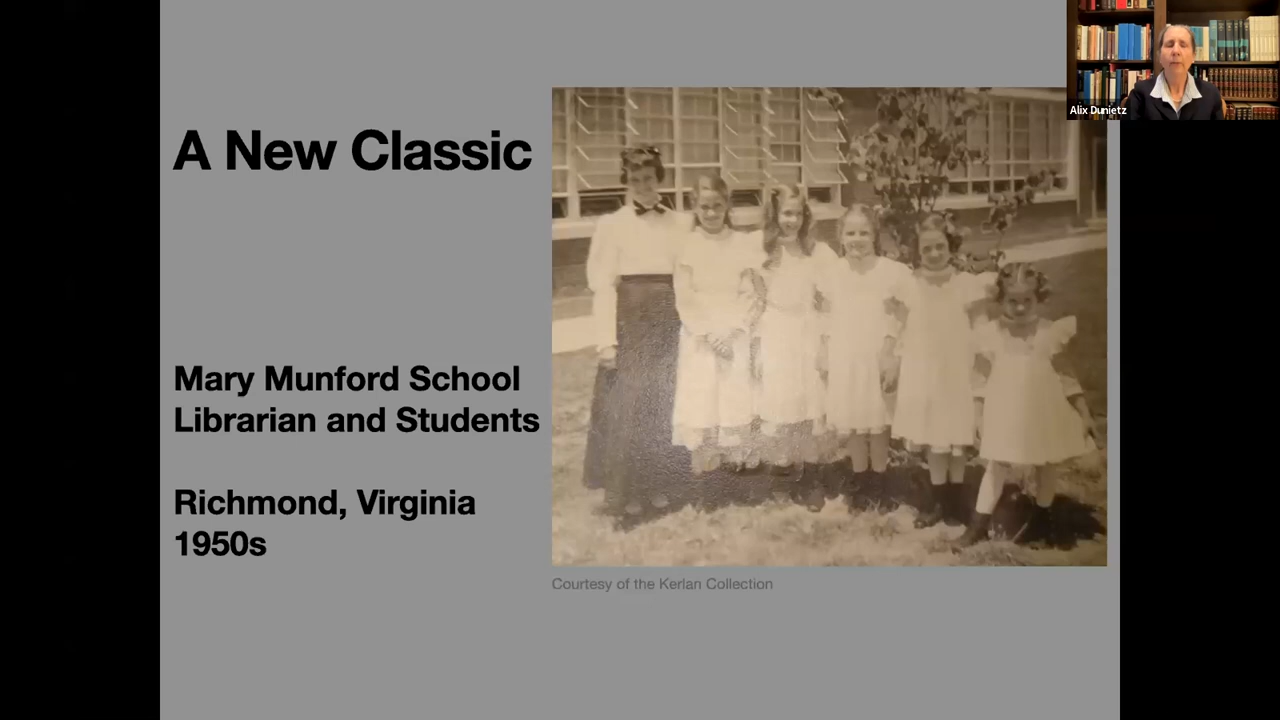 Alix Dunietz
A New Classic
Mary Munford School
Librarian and Students
Richmond, Virginia
1950s
Courtesy of the Kerlan Collection